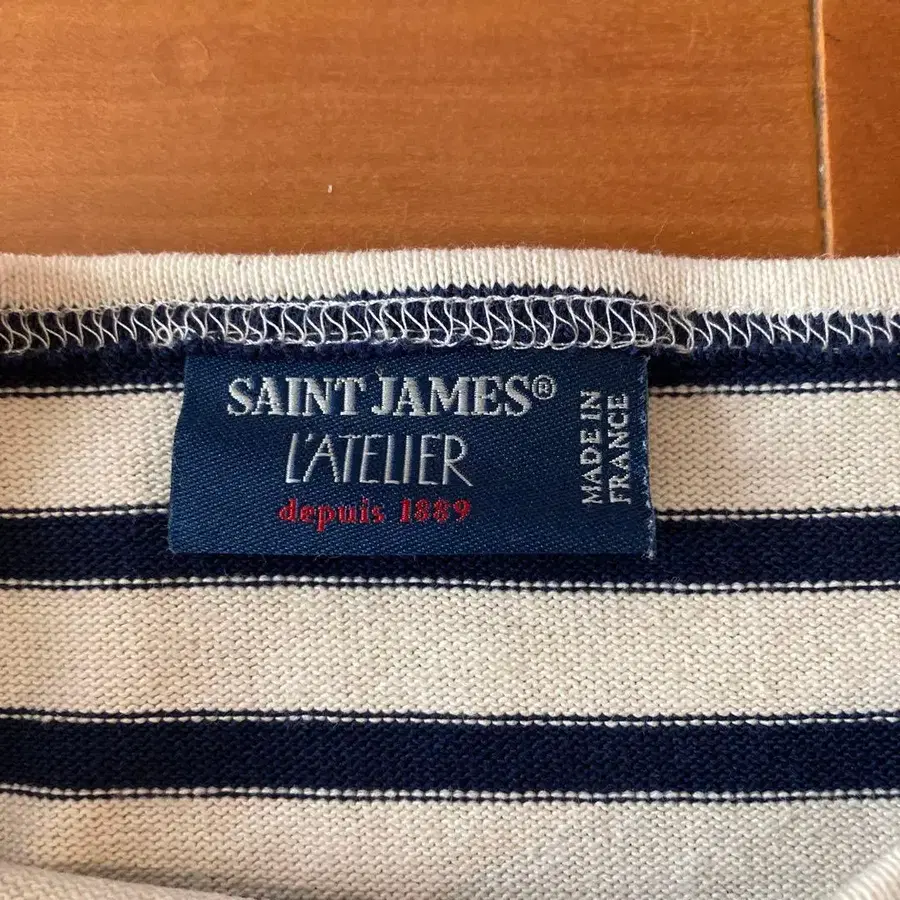 SAINT JAMES®
L'ATELIER
depuis 1889
MADE IN
FRANCE